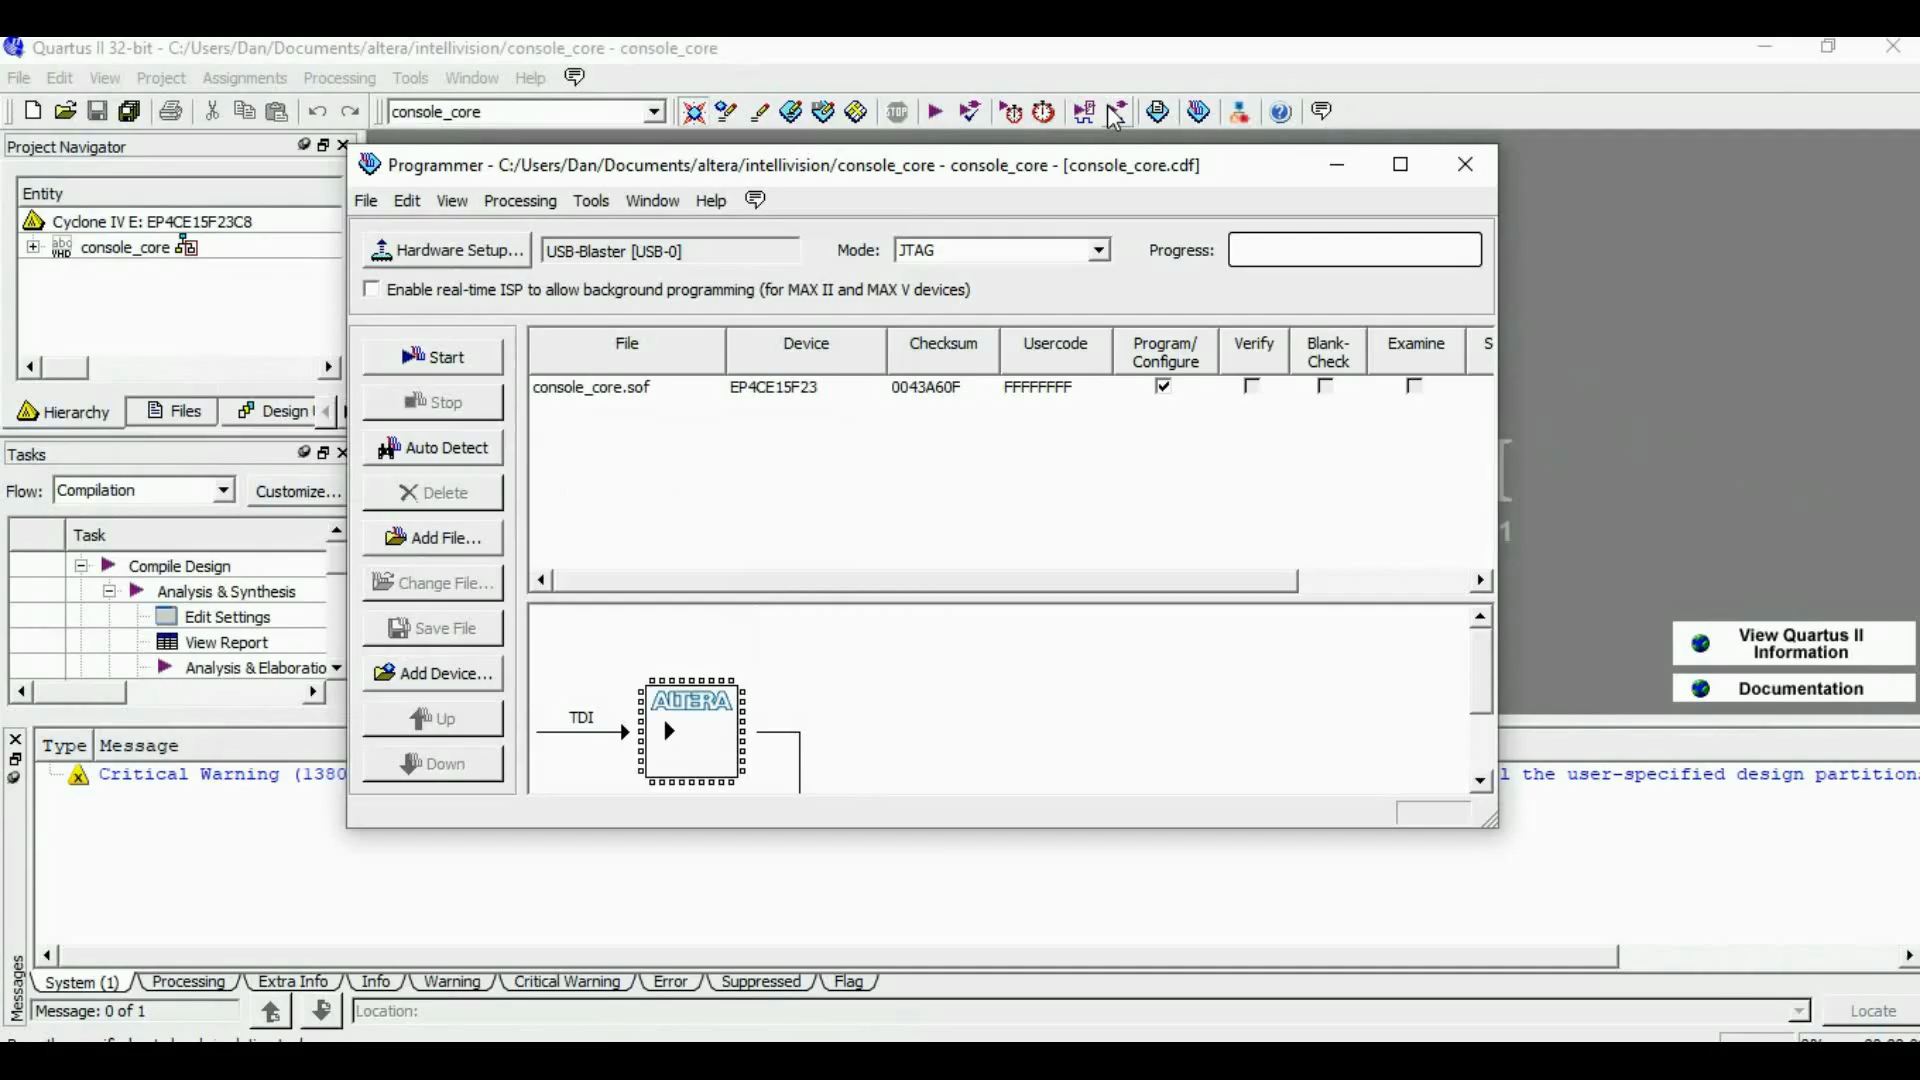 Quartus II 32-bit - C:/Users/Dan/Documents/altera/intellivision/console_core - console_core
File Edit View Project Assignments Processing Tools Window Help
console_core
STOP
Project Navigator
Entity
Cyclone IV E: EP4CE15F23C8
abc VHD console_core
Hierarchy Files Design
Tasks
Flow: Compilation Customize...
Task
Compile Design
Analysis & Synthesis
Edit Settings
View Report
Analysis & Elaboratio
Programmer - C:/Users/Dan/Documents/altera/intellivision/console_core - console_core - [console_core.cdf]
File Edit View Processing Tools Window Help
Hardware Setup... USB-Blaster [USB-0] Mode: JTAG Progress:
Enable real-time ISP to allow background programming (for MAX II and MAX V devices)
Start
Stop
Auto Detect
Delete
Add File...
Change File...
Save File
Add Device...
Up
Down
File Device Checksum Usercode Program/ Configure Verify Blank- Check Examine S
console_core.sof EP4CE15F23 0043A60F FFFFFFFF
TDI
ALTERA
View Quartus II
Information
Documentation
Type Message
Critical Warning (1380
l the user-specified design partition
Messages
System (1) Processing Extra Info Info Warning Critical Warning Error Suppressed Flag
Message: 0 of 1 Location: Locate